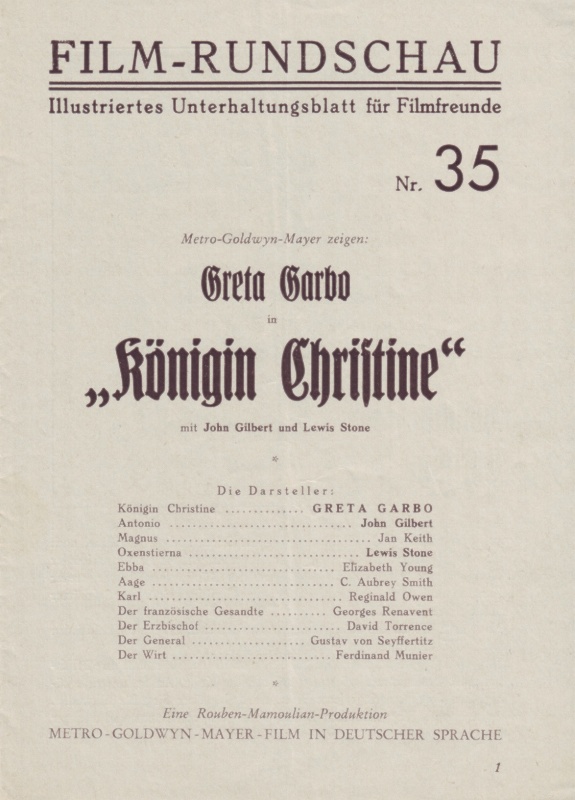 FILM-RUNDSCHAU
Illustriertes Unterhaltungsblatt für Filmfreunde
Nr. 35
Metro-Goldwyn-Mayer zeigen:
Greta Garbo
in
„Königin Chriſtine“
mit John Gilbert und Lewis Stone
*
Die Darsteller:
Königin Christine .............. GRETA GARBO
Antonio ................................ John Gilbert
Magnus ................................ Jan Keith
Oxenstierna ............................ Lewis Stone
Ebba ................................ Elizabeth Young
Aage ................................ C. Aubrey Smith
Karl .................................. Reginald Owen
Der französische Gesandte .......... Georges Renavent
Der Erzbischof ........................ David Torrence
Der General .................... Gustav von Seyffertitz
Der Wirt ............................ Ferdinand Munier
*
Eine Rouben-Mamoulian-Produktion
METRO-GOLDWYN-MAYER-FILM IN DEUTSCHER SPRACHE
1